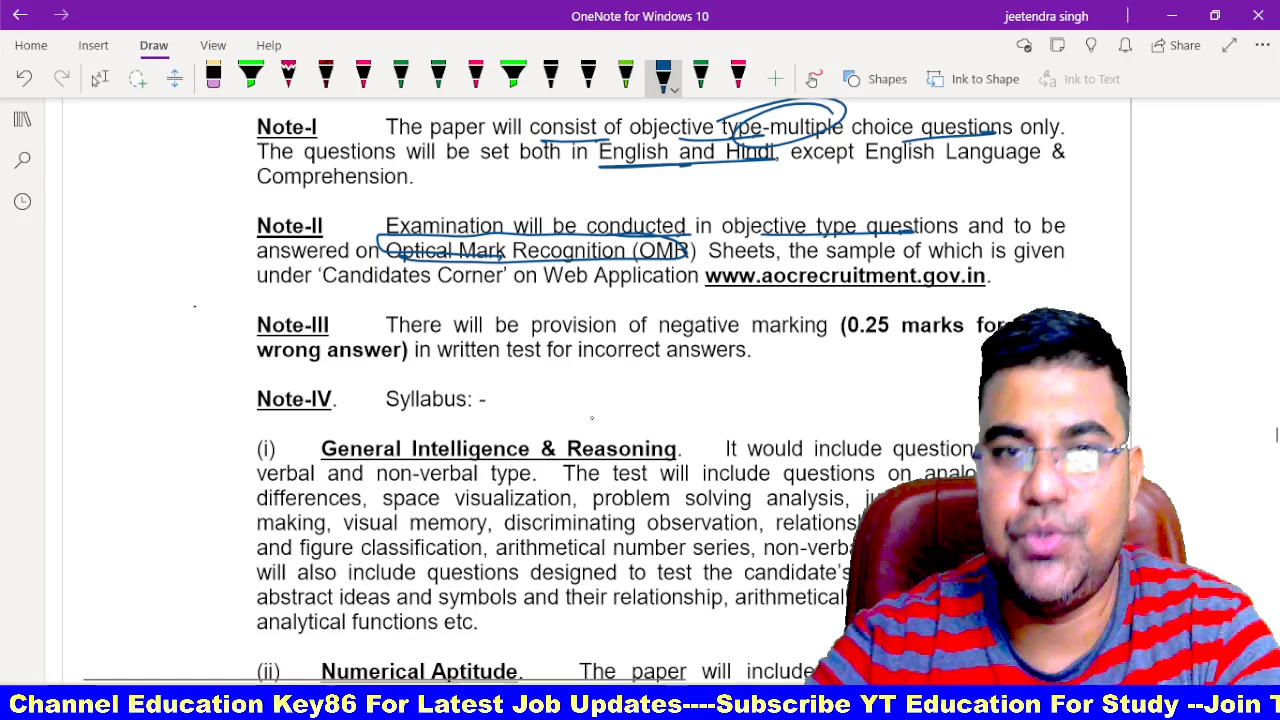 OneNote for Windows 10
jeetendra singh
Home Insert Draw View Help
Share
Shapes Ink to Shape Ink to Text
Note-I The paper will consist of objective type-multiple choice questions only.
The questions will be set both in English and Hindi, except English Language &
Comprehension.
Note-II Examination will be conducted in objective type questions and to be
answered on Optical Mark Recognition (OMR) Sheets, the sample of which is given
under ‘Candidates Corner’ on Web Application www.aocrecruitment.gov.in.
Note-III There will be provision of negative marking (0.25 marks for
wrong answer) in written test for incorrect answers.
Note-IV. Syllabus: -
(i) General Intelligence & Reasoning. It would include question
verbal and non-verbal type. The test will include questions on
differences, space visualization, problem solving analysis,
making, visual memory, discriminating observation,
and figure classification, arithmetical number series,
will also include questions designed to test the candidate’s
abstract ideas and symbols and their relationship,
analytical functions etc.
(ii) Numerical Aptitude. The paper will include
Channel Education Key86 For Latest Job Updates----Subscribe YT Education For Study --Join